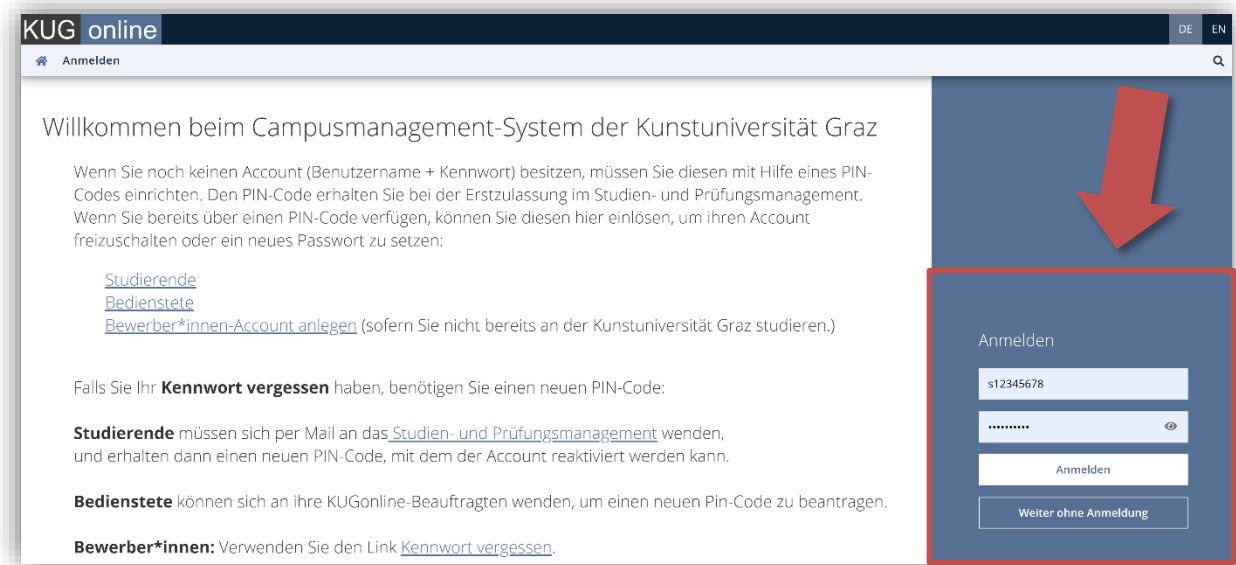 KUG online
DE EN
Anmelden
Willkommen beim Campusmanagement-System der Kunstuniversität Graz
Wenn Sie noch keinen Account (Benutzername + Kennwort) besitzen, müssen Sie diesen mit Hilfe eines PIN-
Codes einrichten. Den PIN-Code erhalten Sie bei der Erstzulassung im Studien- und Prüfungsmanagement.
Wenn Sie bereits über einen PIN-Code verfügen, können Sie diesen hier einlösen, um ihren Account
freizuschalten oder ein neues Passwort zu setzen:
Studierende
Bedienstete
Bewerber*innen-Account anlegen (sofern Sie nicht bereits an der Kunstuniversität Graz studieren.)
Falls Sie Ihr Kennwort vergessen haben, benötigen Sie einen neuen PIN-Code:
Studierende müssen sich per Mail an das Studien- und Prüfungsmanagement wenden,
und erhalten dann einen neuen PIN-Code, mit dem der Account reaktiviert werden kann.
Bedienstete können sich an ihre KUGonline-Beauftragten wenden, um einen neuen Pin-Code zu beantragen.
Bewerber*innen: Verwenden Sie den Link Kennwort vergessen.
Anmelden
s12345678
••••••••••
Anmelden
Weiter ohne Anmeldung